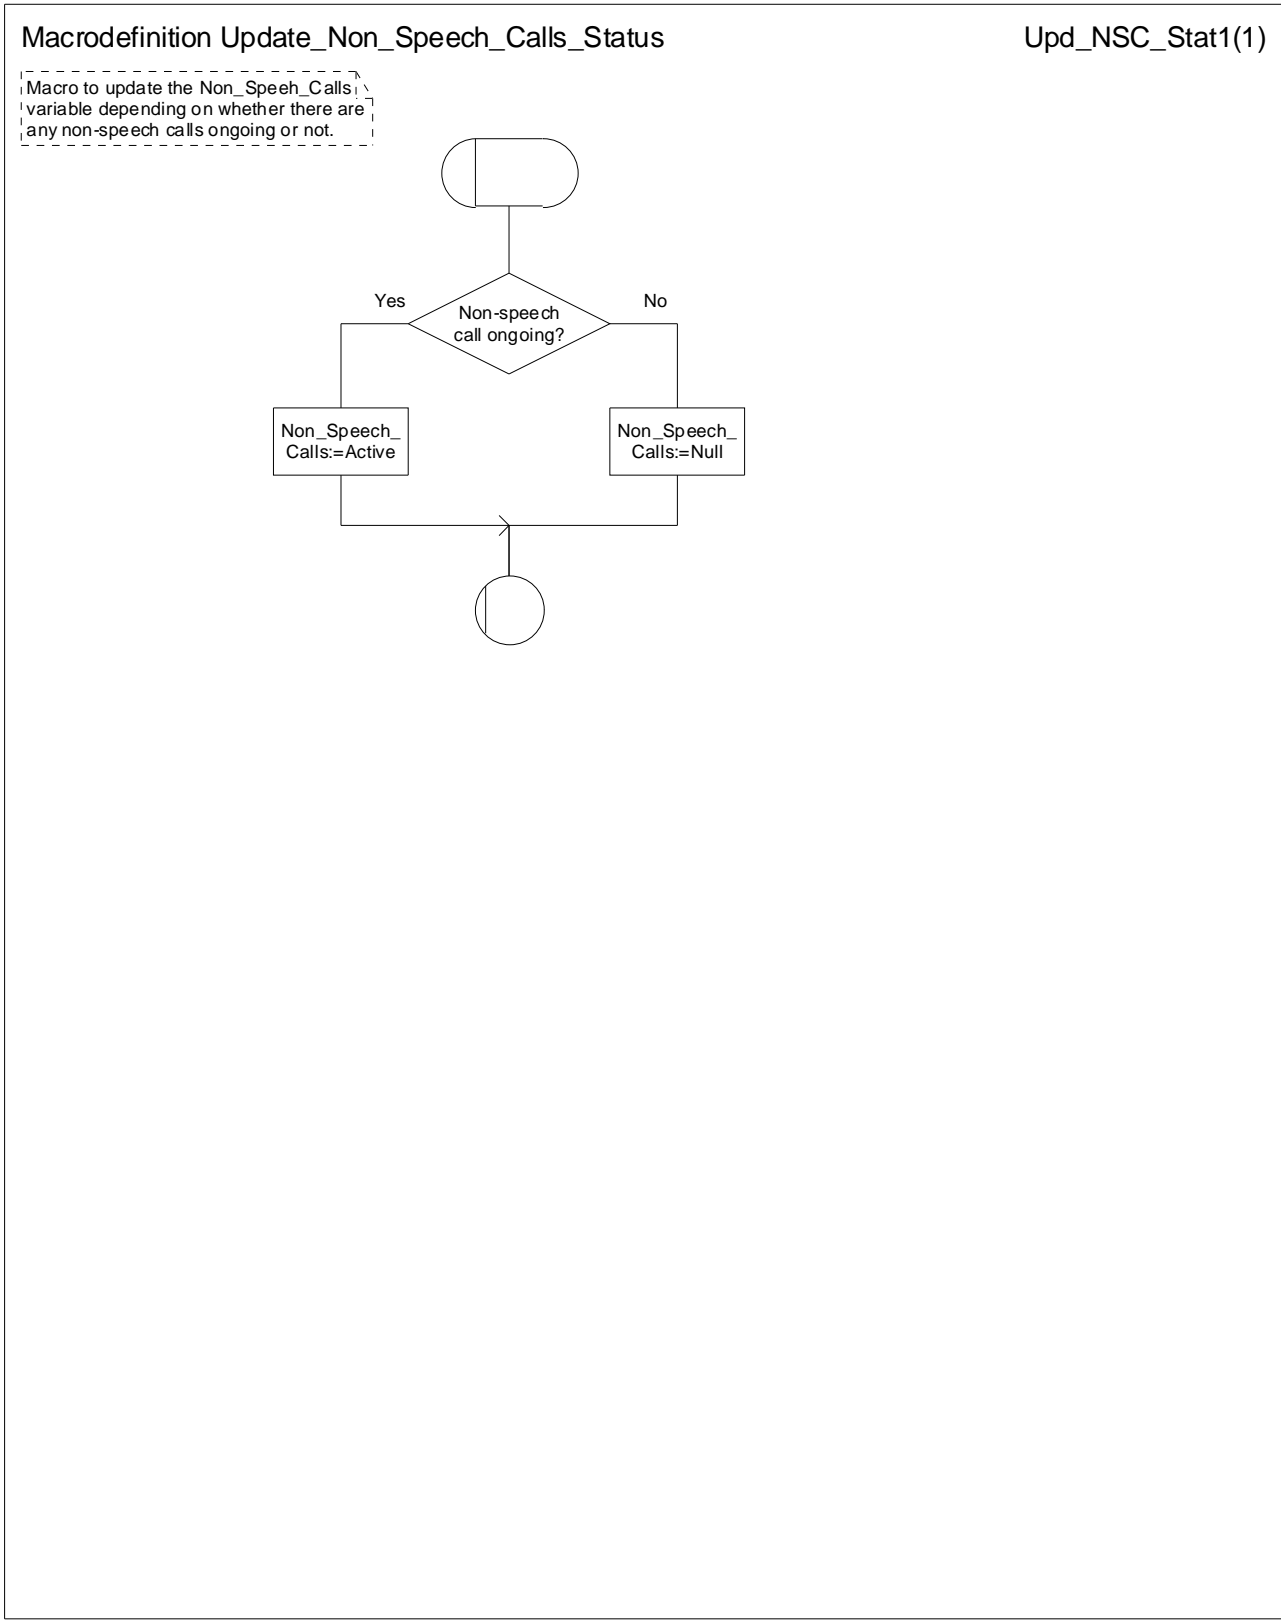 Macrodefinition Update_Non_Speech_Calls_Status
Upd_NSC_Stat1(1)
Macro to update the Non_Speeh_Calls
variable depending on whether there are
any non-speech calls ongoing or not.
Yes
No
Non-speech
call ongoing?
Non_Speech_
Calls:=Active
Non_Speech_
Calls:=Null